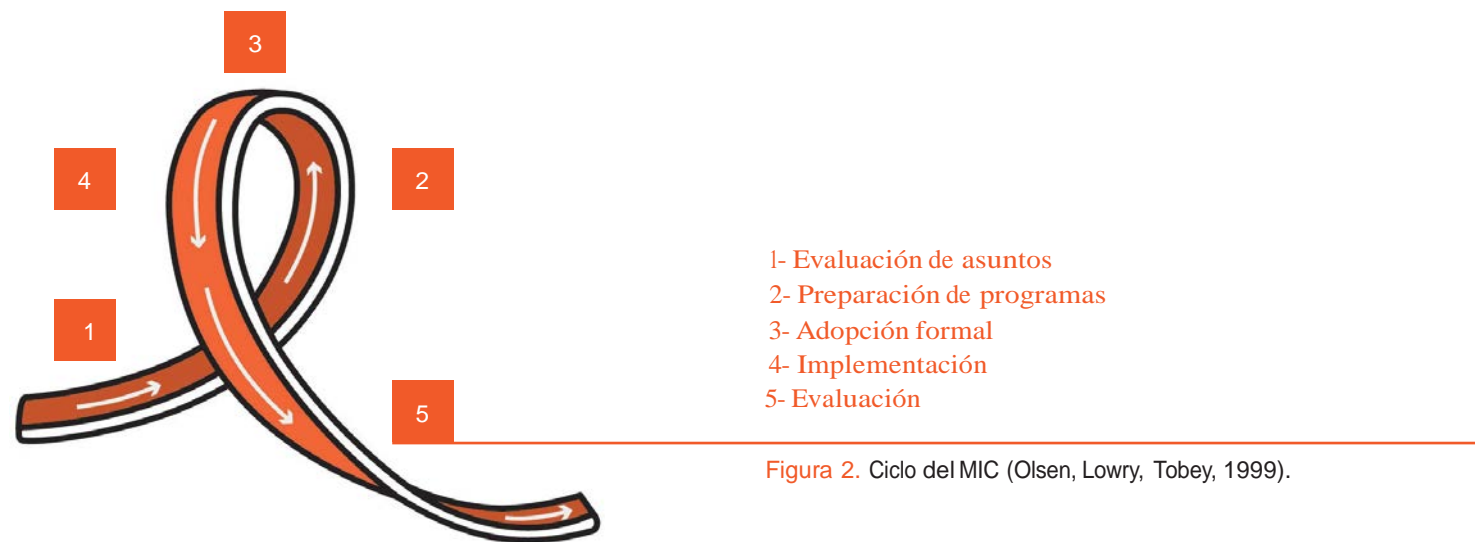 3
4
2
1
5
1- Evaluación de asuntos
2- Preparación de programas
3- Adopción formal
4- Implementación
5- Evaluación
Figura 2. Ciclo del MIC (Olsen, Lowry, Tobey, 1999).